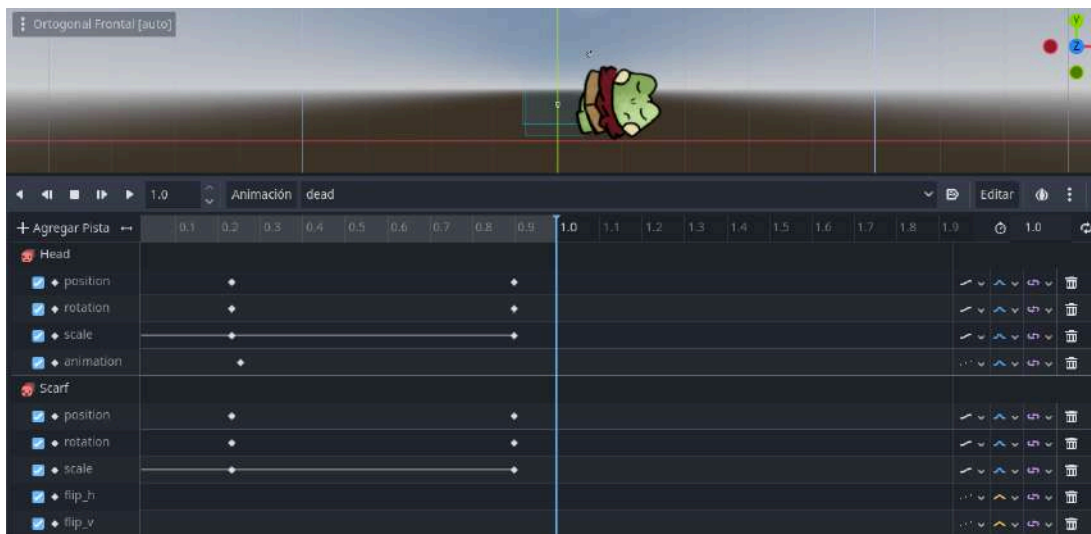 Ortogonal Frontal [auto]
Y
Z
1.0 Animación dead Editar
Agregar Pista 0.1 0.2 0.3 0.4 0.5 0.6 0.7 0.8 0.9 1.0 1.1 1.2 1.3 1.4 1.5 1.6 1.7 1.8 1.9 1.0
Head
position
rotation
scale
animation
Scarf
position
rotation
scale
flip_h
flip_v